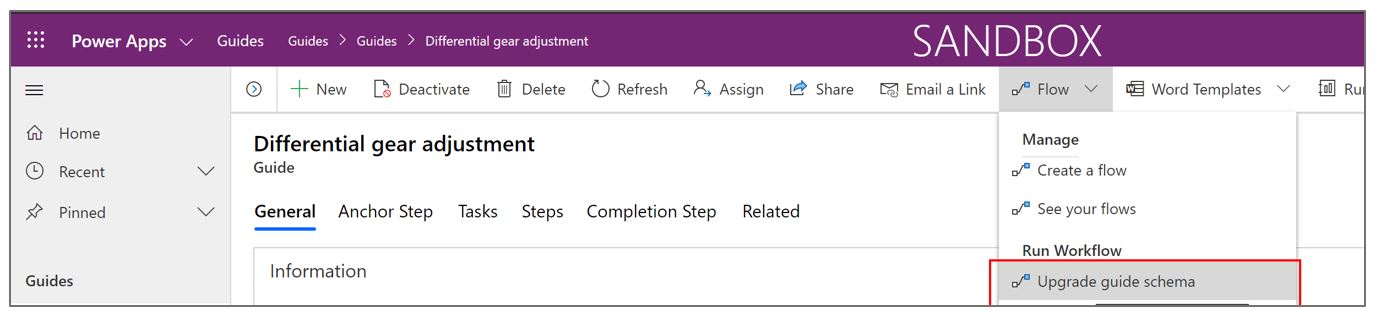 Power Apps Guides Guides Guides Differential gear adjustment SANDBOX
New Deactivate Delete Refresh Assign Share Email a Link Flow Word Templates
Home
Recent
Pinned
Guides
Differential gear adjustment
Guide
General Anchor Step Tasks Steps Completion Step Related
Information
Manage
Create a flow
See your flows
Run Workflow
Upgrade guide schema